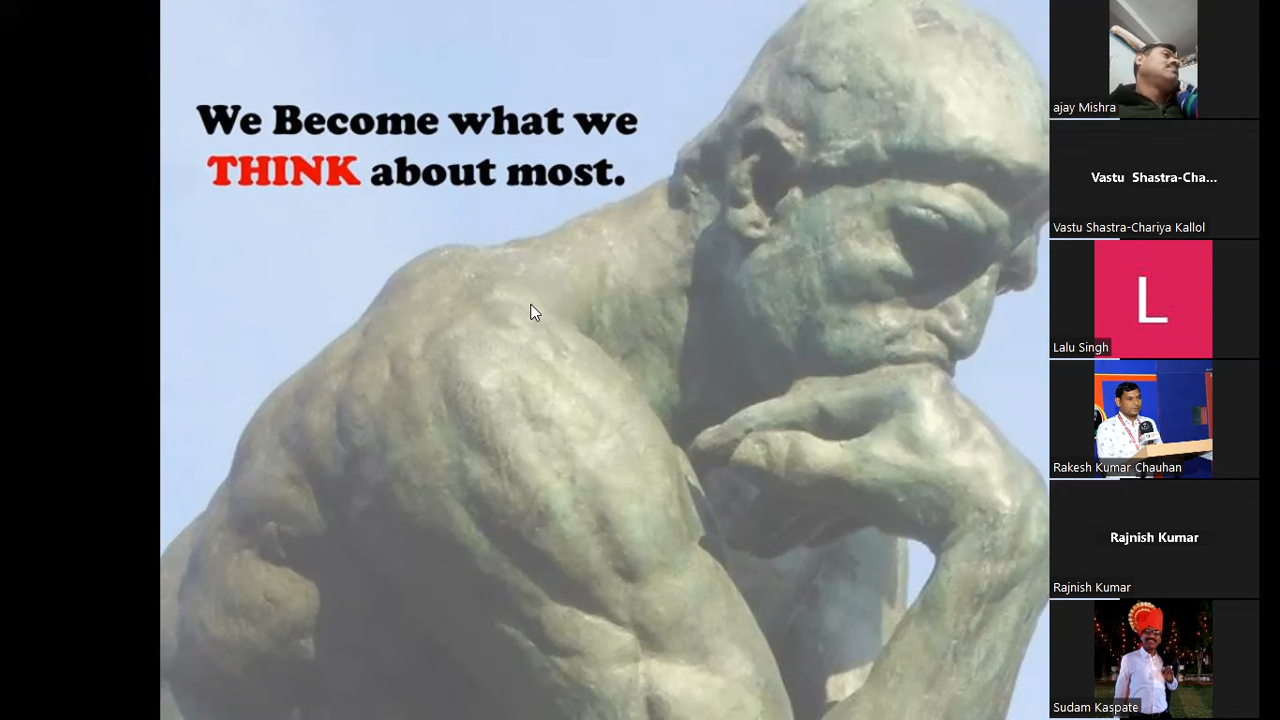 We Become what we
THINK about most.
ajay Mishra
Vastu Shastra-Cha...
Vastu Shastra-Chariya Kallol
L
Lalu Singh
Rakesh Kumar Chauhan
Rajnish Kumar
Rajnish Kumar
Sudam Kaspate